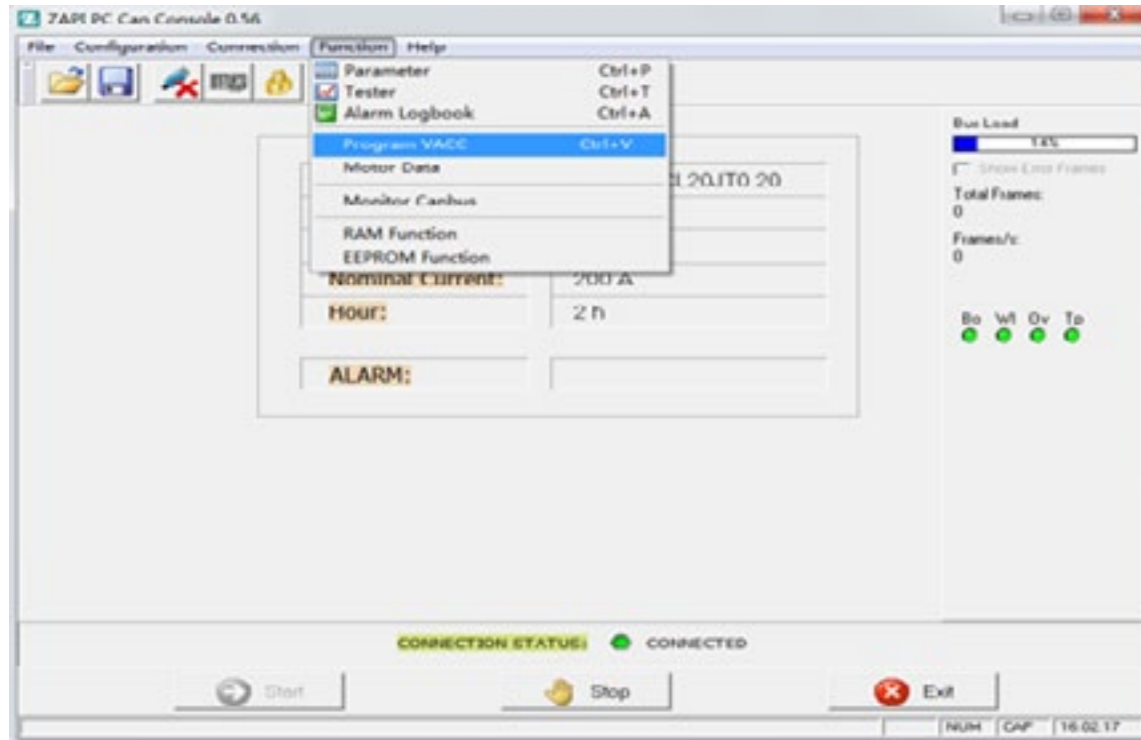 ZAPI PC Can Console 0.56
File Configuration Connection Function Help
Parameter Ctrl+P
Tester Ctrl+T
Alarm Logbook Ctrl+A
Program VACC Ctrl+V
Motor Data
Monitor Canbus
RAM Function
EEPROM Function
Nominal Current: 200 A
Hour: 2 h
ALARM:
Bus Load
14%
Show Error Frames
Total Frames:
0
Frames/s:
0
Bo Wl Ov Tp
CONNECTION STATUS: CONNECTED
Start Stop Exit
NUM CAP 16.02.17